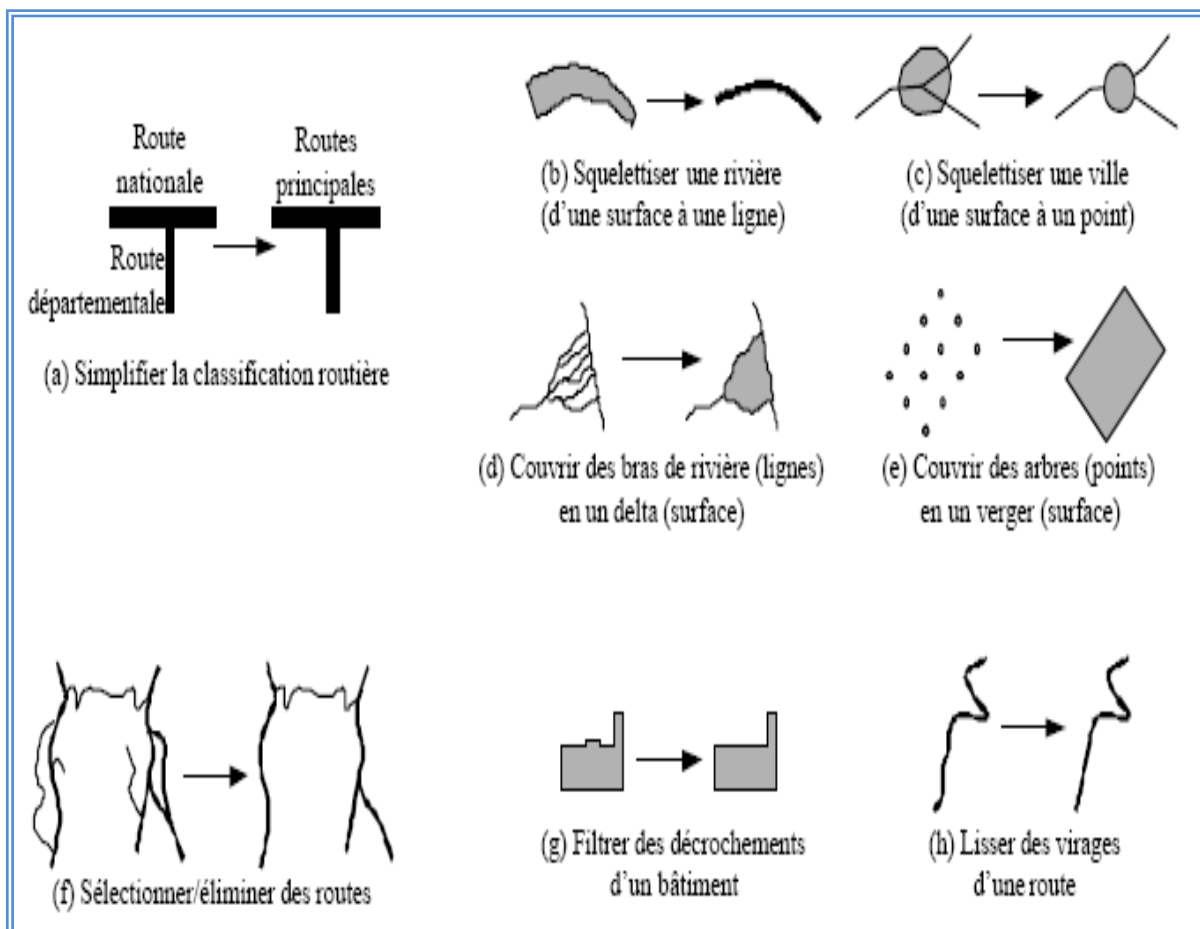 Route
nationale
Routes
principales
Route
départementale
(a) Simplifier la classification routière
(b) Squelettiser une rivière
(d'une surface à une ligne)
(c) Squelettiser une ville
(d'une surface à un point)
(d) Couvrir des bras de rivière (lignes)
en un delta (surface)
(e) Couvrir des arbres (points)
en un verger (surface)
(f) Sélectionner/éliminer des routes
(g) Filtrer des décrochements
d'un bâtiment
(h) Lisser des virages
d'une route